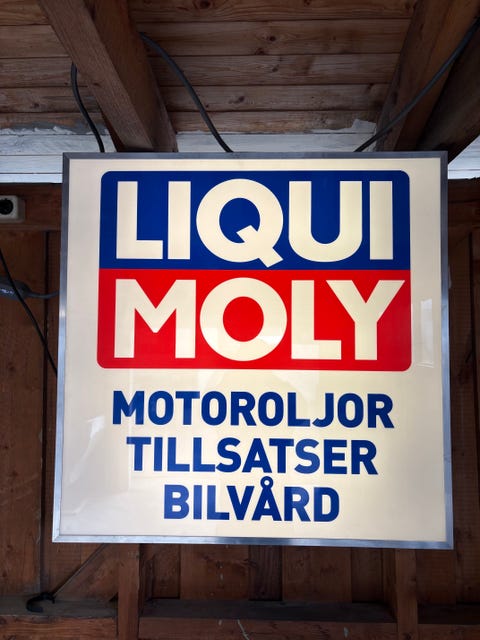 LIQUI
MOLY
MOTOROLJOR
TILLSATSER
BILVÅRD